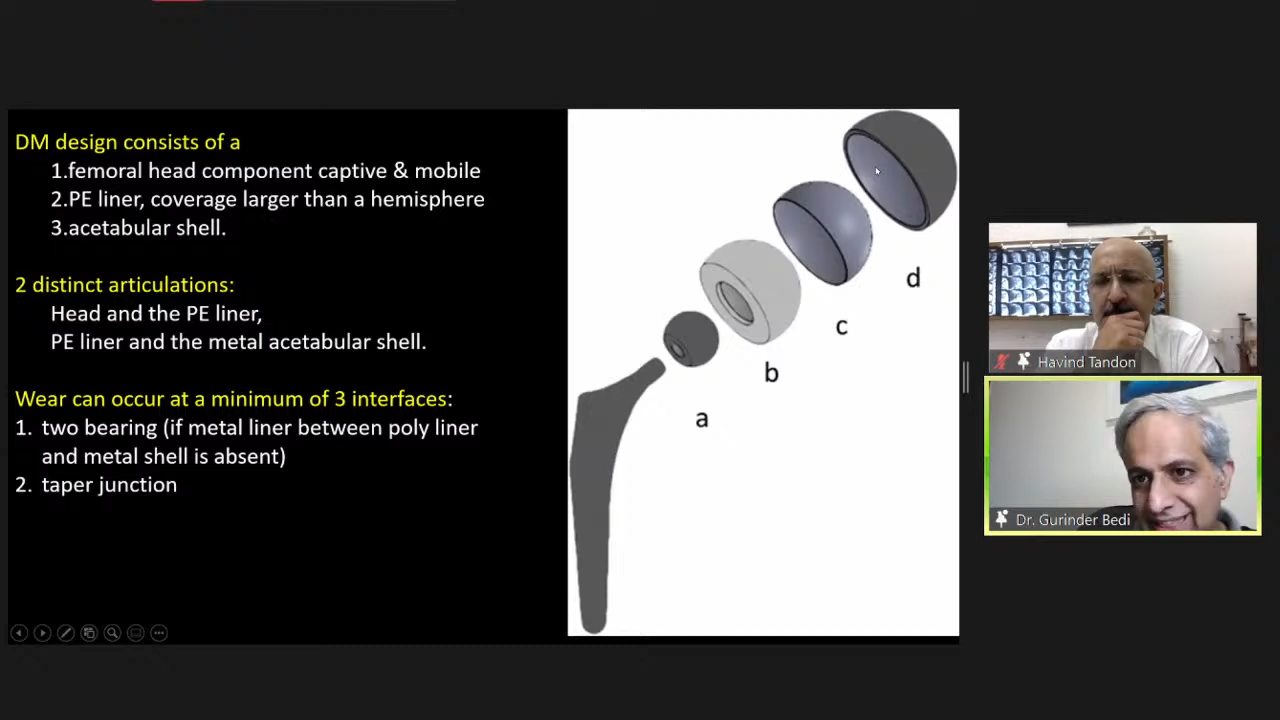 DM design consists of a
1.femoral head component captive & mobile
2.PE liner, coverage larger than a hemisphere
3.acetabular shell.
2 distinct articulations:
Head and the PE liner,
PE liner and the metal acetabular shell.
Wear can occur at a minimum of 3 interfaces:
1. two bearing (if metal liner between poly liner
and metal shell is absent)
2. taper junction
a
b
c
d
Havind Tandon
Dr. Gurinder Bedi